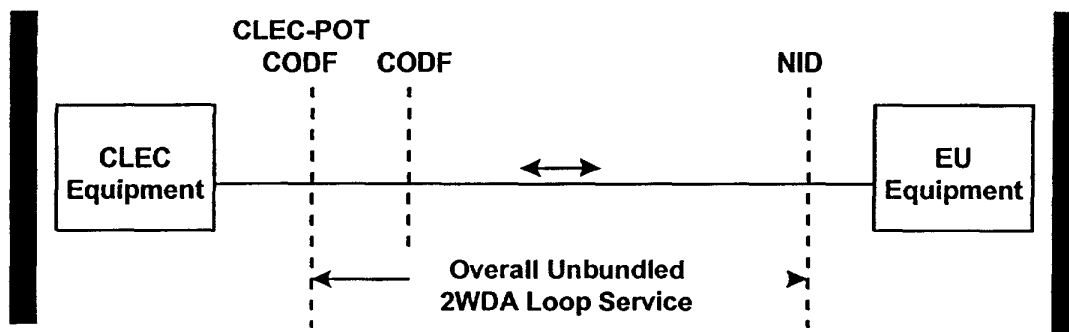 CLEC-POT
CODF
CODF
NID
CLEC
Equipment
EU
Equipment
Overall Unbundled
2WDA Loop Service